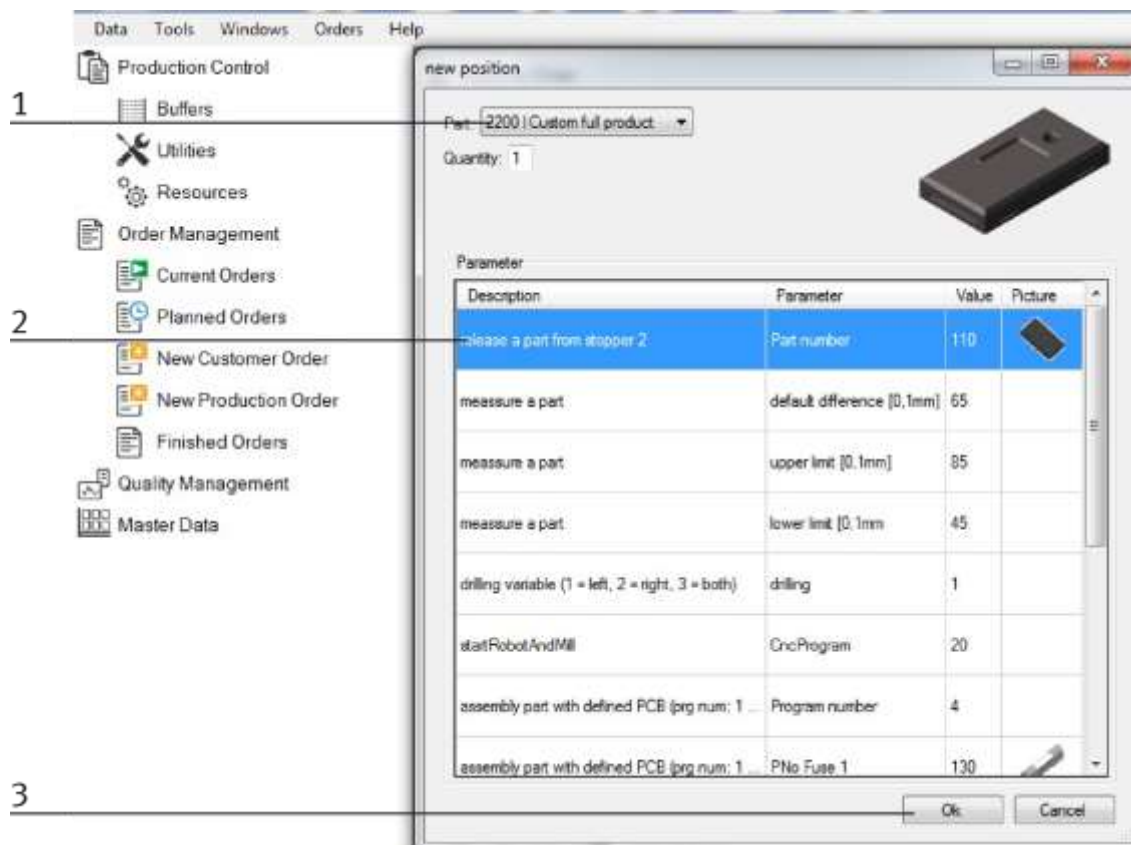 Data Tools Windows Orders Help
Production Control
1
Buffers
Utilities
Resources
Order Management
Current Orders
2
Planned Orders
New Customer Order
New Production Order
Finished Orders
Quality Management
Master Data
3
new position
Part: 2200 | Custom full product
Quantity: 1
Parameter
Description Parameter Value Picture
release a part from stopper 2 Part number 110
meassure a part default difference [0,1mm] 65
meassure a part upper limit [0.1mm] 85
meassure a part lower limit [0.1mm 45
drilling variable (1 = left, 2 = right, 3 = both) drilling 1
startRobotAndMill CncProgram 20
assembly part with defined PCB (prg num: 1 ... Program number 4
assembly part with defined PCB (prg num: 1 ... PNo Fuse 1 130
Ok Cancel